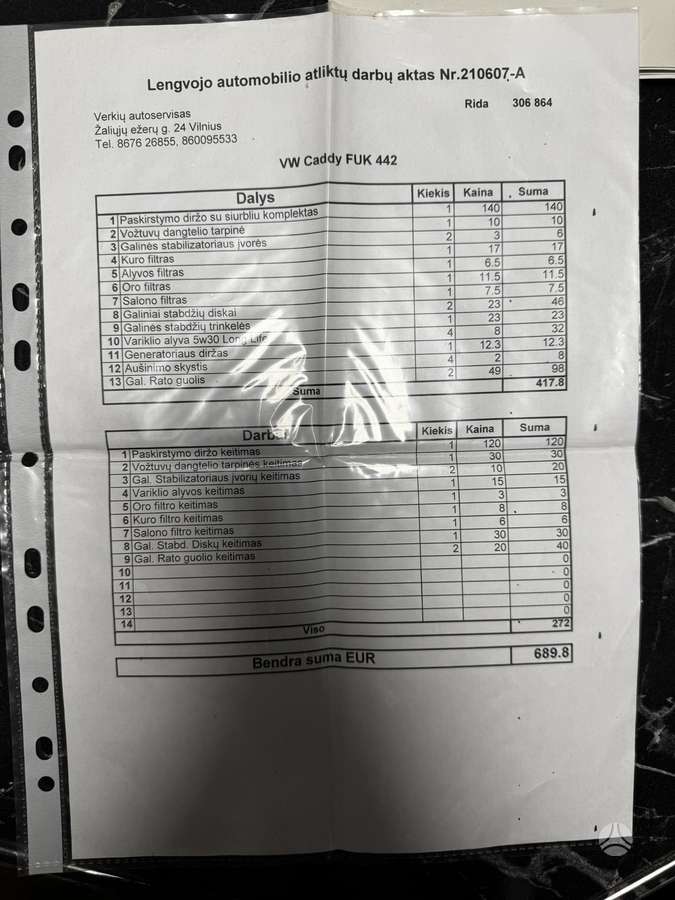 Lengvojo automobilio atliktų darbų aktas Nr.210607-A
Rida 306 864
Verkių autoservisas
Žaliųjų ežerų g. 24 Vilnius
Tel. 8676 26855, 860095533
VW Caddy FUK 442
Dalys Kiekis Kaina Suma
1 Paskirstymo diržo su siurbliu komplektas 1 140 140
2 Vožtuvų dangtelio tarpinė 1 10 10
3 Galinės stabilizatoriaus įvorės 2 3 6
4 Kuro filtras 1 17 17
5 Alyvos filtras 1 6.5 6.5
6 Oro filtras 1 11.5 11.5
7 Salono filtras 1 7.5 7.5
8 Galiniai stabdžių diskai 2 23 46
9 Galinės stabdžių trinkelės 1 23 23
10 Variklio alyva 5w30 Long Life 4 8 32
11 Generatoriaus diržas 1 12.3 12.3
12 Aušinimo skystis 4 2 8
13 Gal. Rato guolis 2 49 98
Suma 417.8
Darbai Kiekis Kaina Suma
1 Paskirstymo diržo keitimas 1 120 120
2 Vožtuvų dangtelio tarpinės keitimas 1 30 30
3 Gal. Stabilizatoriaus įvorių keitimas 2 10 20
4 Variklio alyvos keitimas 1 15 15
5 Oro filtro keitimas 1 3 3
6 Kuro filtro keitimas 1 8 8
7 Salono filtro keitimas 1 6 6
8 Gal. Stabd. Diskų keitimas 1 30 30
9 Gal. Rato guolio keitimas 2 20 40
10 0
11 0
12 0
13 0
14 0
Viso 272
Bendra suma EUR 689.8